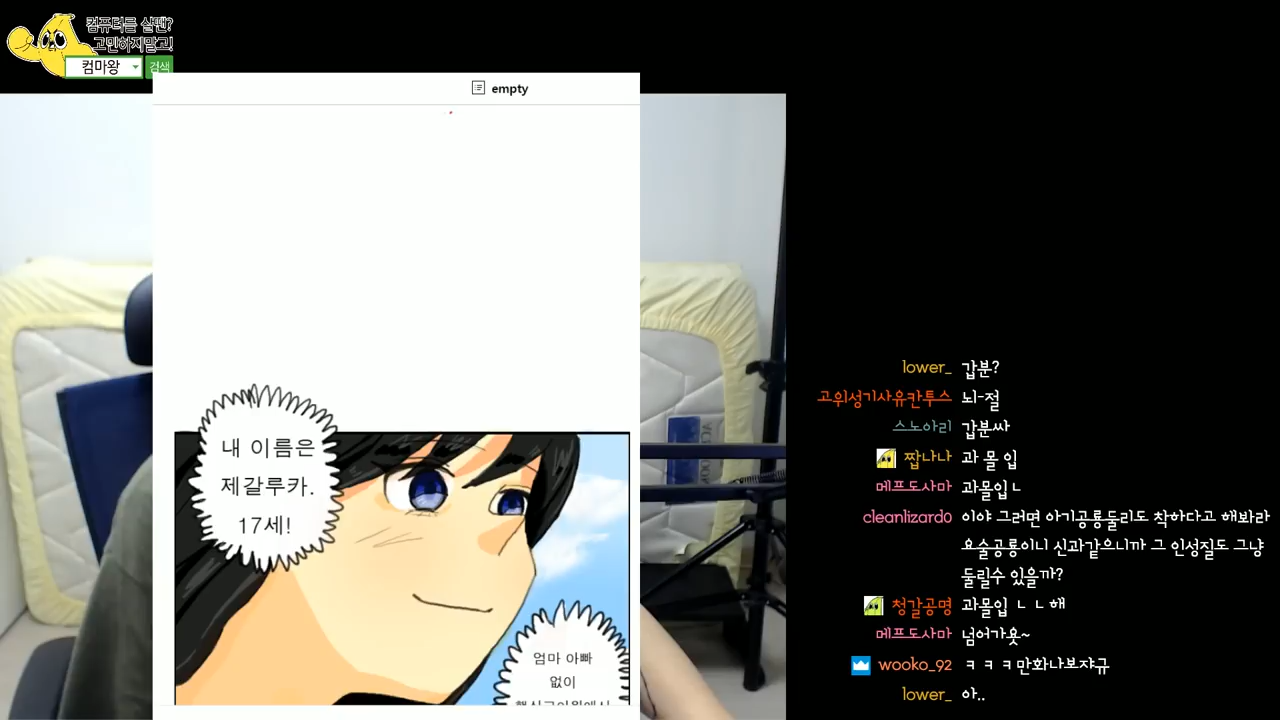 컴퓨터를 살땐?
고민하지말고!
컴마왕
검색
empty
내 이름은
제갈루카.
17세!
엄마 아빠
없이
lower_ 갑분?
고위성기사유칸투스 뇌-절
스노아리 갑분싸
짭나나 과 몰 입
메프도사마 과몰입ㄴ
cleanlizard0 이야 그러면 아기공룡둘리도 착하다고 해봐라
요술공룡이니 신과같으니까 그 인성질도 그냥
둘릴수 있을까?
청갈공명 과몰입 ㄴ ㄴ해
메프도사마 넘어가욧~
wooko_92 ㅋ ㅋ ㅋ 만화나보쟈규
lower_ 아..